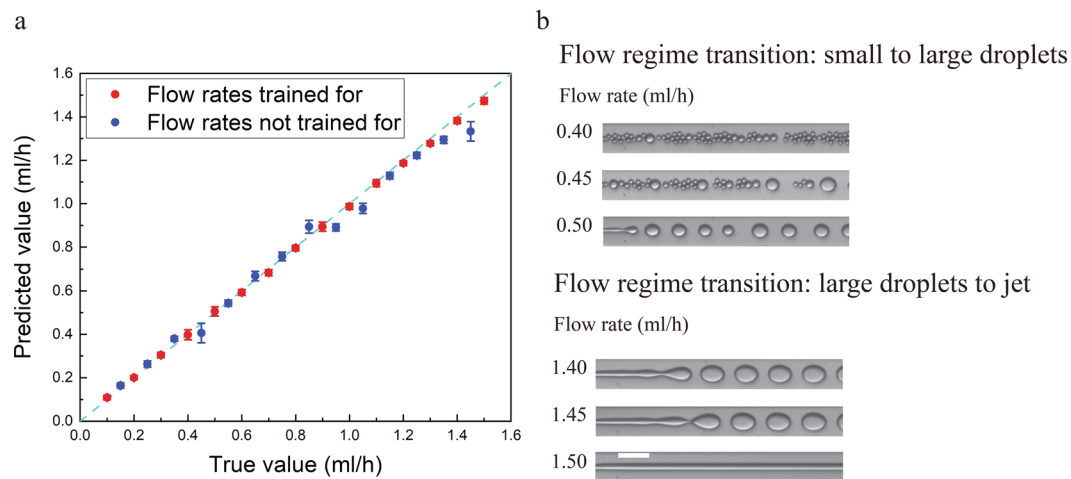 a
1.6
1.4
1.2
1.0
0.8
0.6
0.4
0.2
0.0
Predicted value (ml/h)
Flow rates trained for
Flow rates not trained for
0.0 0.2 0.4 0.6 0.8 1.0 1.2 1.4 1.6
True value (ml/h)
b
Flow regime transition: small to large droplets
Flow rate (ml/h)
0.40
0.45
0.50
Flow regime transition: large droplets to jet
Flow rate (ml/h)
1.40
1.45
1.50